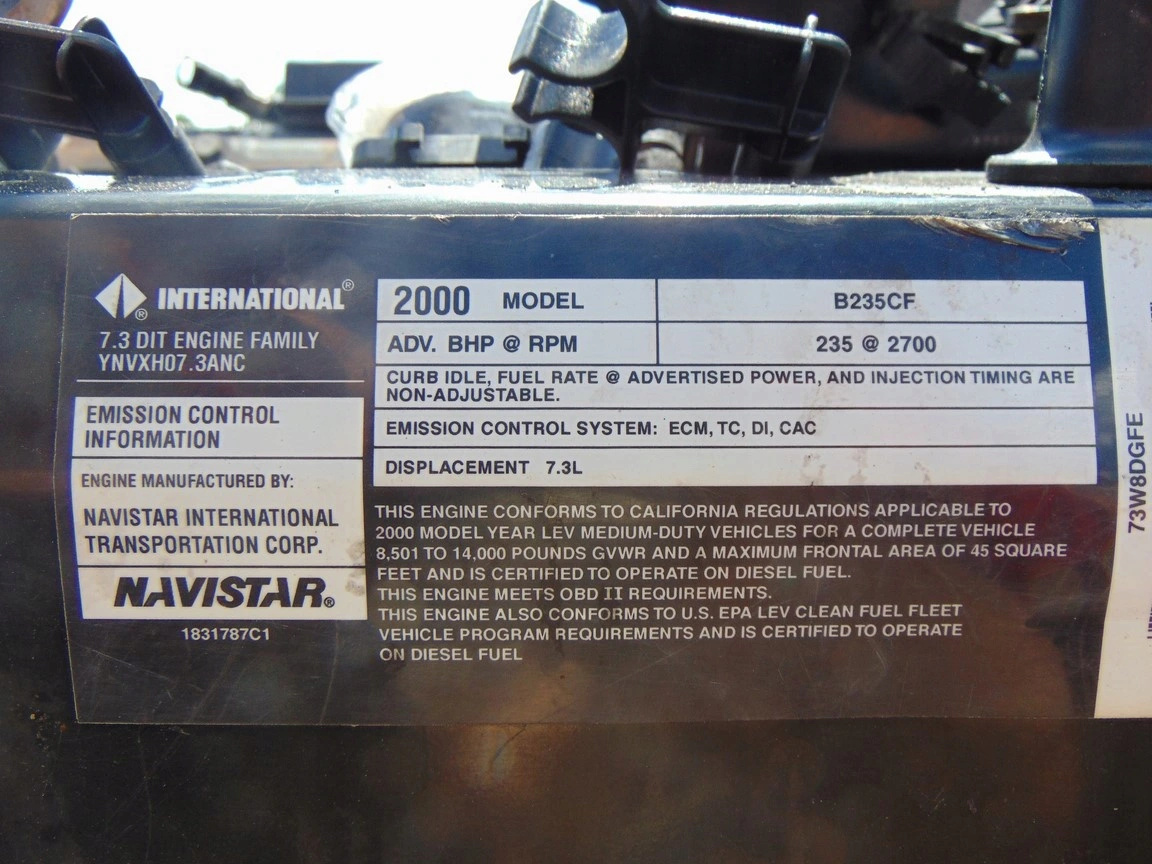 INTERNATIONAL®
®
7.3 DIT ENGINE FAMILY
YNVXH07.3ANC
EMISSION CONTROL
INFORMATION
ENGINE MANUFACTURED BY:
NAVISTAR INTERNATIONAL
TRANSPORTATION CORP.
NAVISTAR®
1831787C1
2000 MODEL B235CF
ADV. BHP @ RPM 235 @ 2700
CURB IDLE, FUEL RATE @ ADVERTISED POWER, AND INJECTION TIMING ARE
NON-ADJUSTABLE.
EMISSION CONTROL SYSTEM: ECM, TC, DI, CAC
DISPLACEMENT 7.3L
THIS ENGINE CONFORMS TO CALIFORNIA REGULATIONS APPLICABLE TO
2000 MODEL YEAR LEV MEDIUM-DUTY VEHICLES FOR A COMPLETE VEHICLE
8,501 TO 14,000 POUNDS GVWR AND A MAXIMUM FRONTAL AREA OF 45 SQUARE
FEET AND IS CERTIFIED TO OPERATE ON DIESEL FUEL.
THIS ENGINE MEETS OBD II REQUIREMENTS.
THIS ENGINE ALSO CONFORMS TO U.S. EPA LEV CLEAN FUEL FLEET
VEHICLE PROGRAM REQUIREMENTS AND IS CERTIFIED TO OPERATE
ON DIESEL FUEL
73W8DGFE